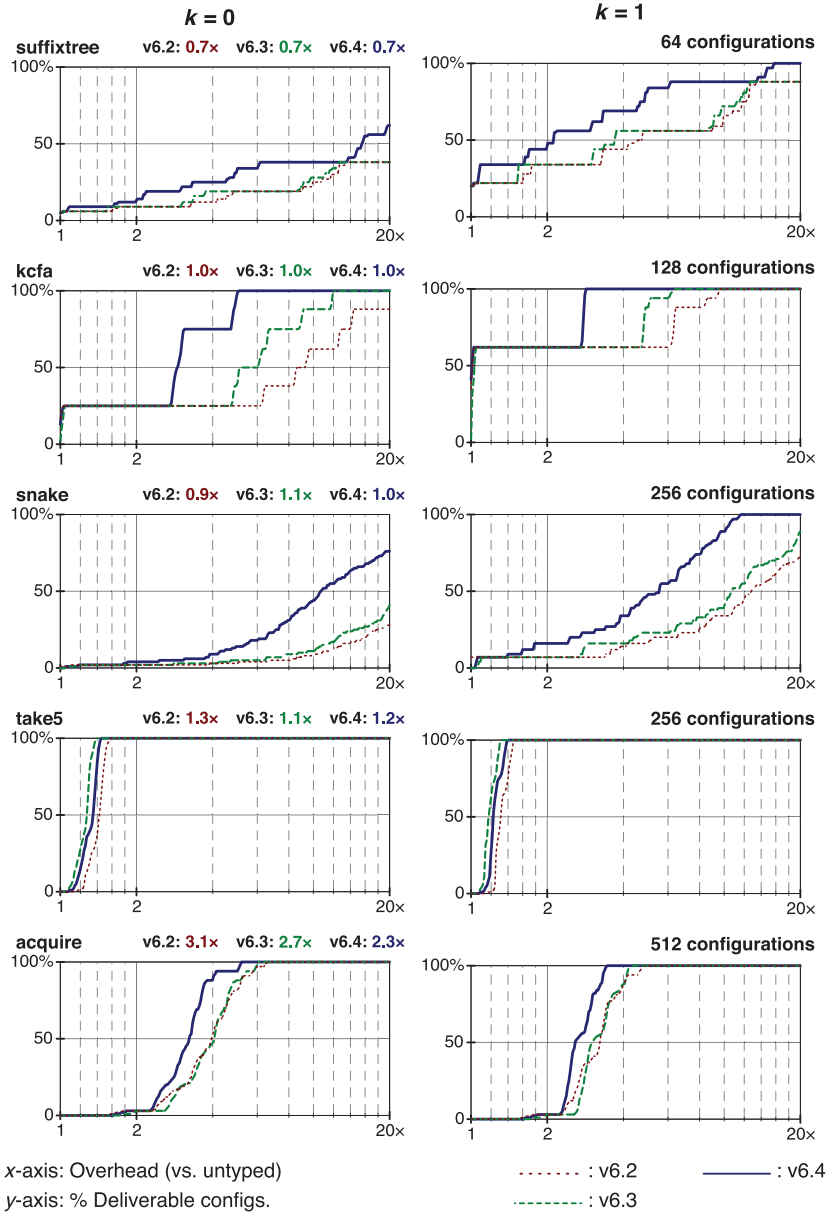 k = 0 k = 1
suffixtree v6.2: 0.7× v6.3: 0.7× v6.4: 0.7× 64 configurations
100% 100%
50 50
0 0
1 2 20× 1 2 20×
kcfa v6.2: 1.0× v6.3: 1.0× v6.4: 1.0× 128 configurations
100% 100%
50 50
0 0
1 2 20× 1 2 20×
snake v6.2: 0.9× v6.3: 1.1× v6.4: 1.0× 256 configurations
100% 100%
50 50
0 0
1 2 20× 1 2 20×
take5 v6.2: 1.3× v6.3: 1.1× v6.4: 1.2× 256 configurations
100% 100%
50 50
0 0
1 2 20× 1 2 20×
acquire v6.2: 3.1× v6.3: 2.7× v6.4: 2.3× 512 configurations
100% 100%
50 50
0 0
1 2 20× 1 2 20×
x-axis: Overhead (vs. untyped) : v6.2 : v6.4
y-axis: % Deliverable configs. : v6.3